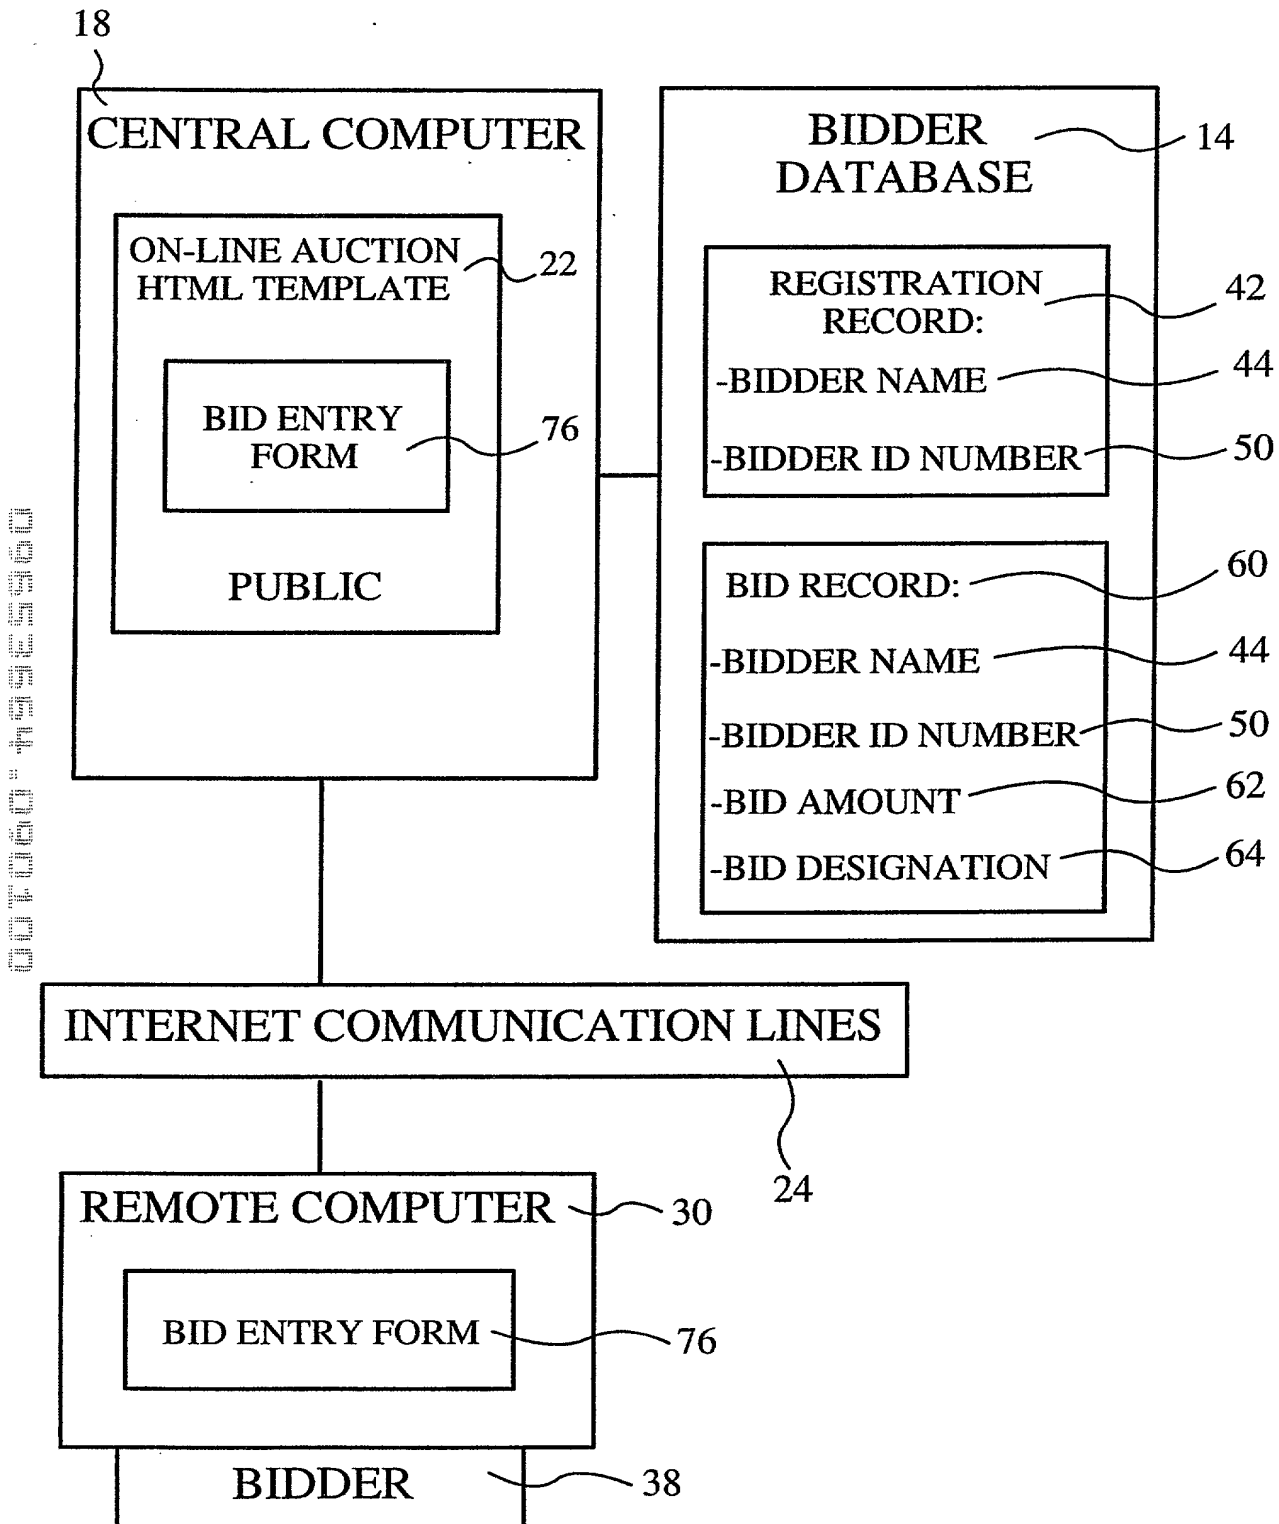 18
CENTRAL COMPUTER
ON-LINE AUCTION
HTML TEMPLATE
22
BID ENTRY
FORM
76
PUBLIC
BIDDER
DATABASE
14
REGISTRATION
RECORD:
42
-BIDDER NAME
44
-BIDDER ID NUMBER
50
BID RECORD:
60
-BIDDER NAME
44
-BIDDER ID NUMBER
50
-BID AMOUNT
62
-BID DESIGNATION
64
INTERNET COMMUNICATION LINES
24
REMOTE COMPUTER
30
BID ENTRY FORM
76
BIDDER
38